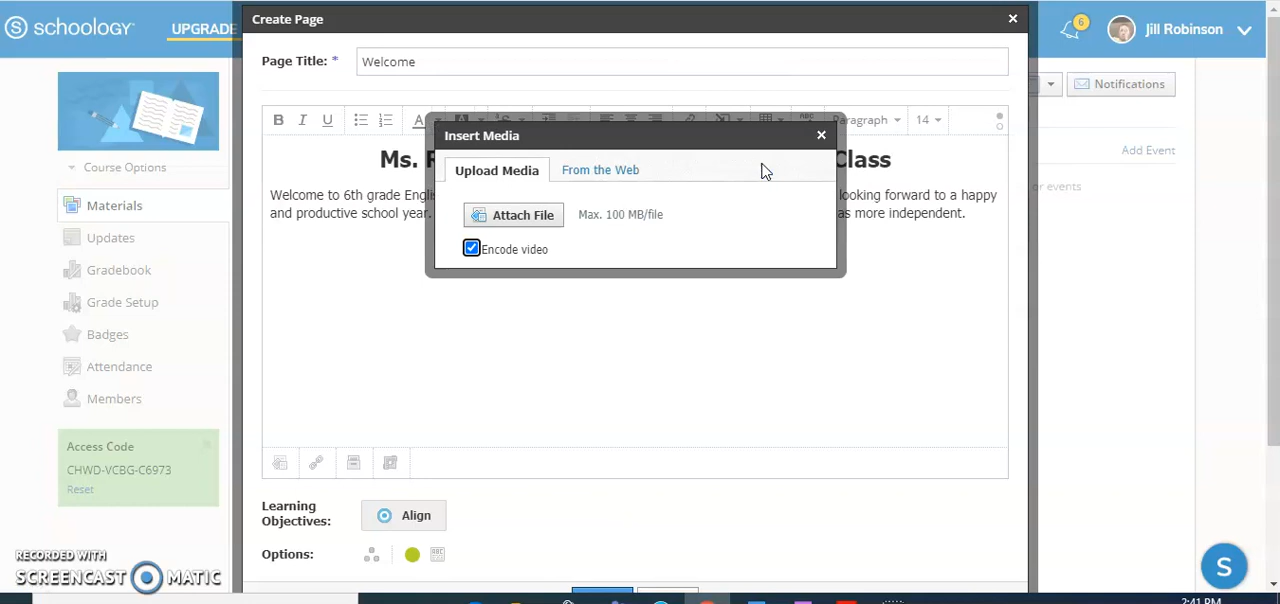 Create Page
schoology
UPGRADE
6
Jill Robinson
Page Title: *
Welcome
Notifications
B I U
A
Paragraph
14
Add Event
or events
Course Options
Materials
Updates
Gradebook
Grade Setup
Badges
Attendance
Members
Access Code
CHWD-VCBG-C6973
Reset
Ms.
Class
Welcome to 6th grade
looking forward to a happy
and productive school year.
as more independent.
Insert Media
Upload Media
From the Web
Attach File
Max. 100 MB/file
Encode video
Learning
Objectives:
Align
Options:
RECORDED WITH
SCREENCAST MATIC
S
2:41 PM